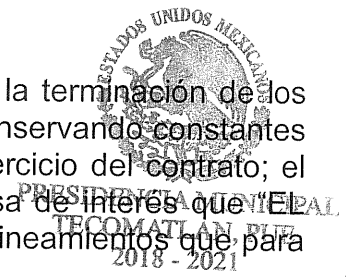 ESTADOS UNIDOS MEXICANOS
la terminación de los
nservando constantes
ercicio del contrato; el
PRESIDENCIA MUNICIPAL
sa de interés que "EL
TECOMATLAN, PUE.
ineamientos que para
2018 - 2021